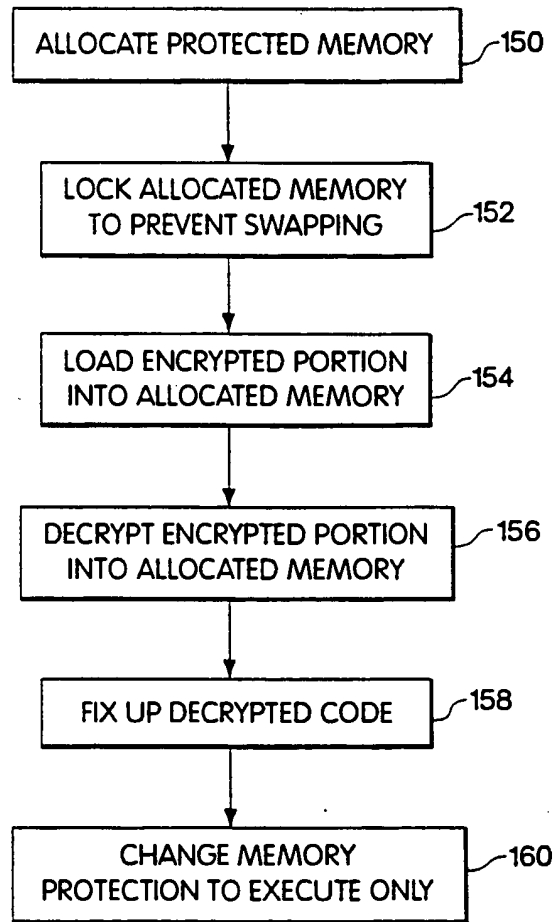 ALLOCATE PROTECTED MEMORY
150
LOCK ALLOCATED MEMORY
TO PREVENT SWAPPING
152
LOAD ENCRYPTED PORTION
INTO ALLOCATED MEMORY
154
DECRYPT ENCRYPTED PORTION
INTO ALLOCATED MEMORY
156
FIX UP DECRYPTED CODE
158
CHANGE MEMORY
PROTECTION TO EXECUTE ONLY
160